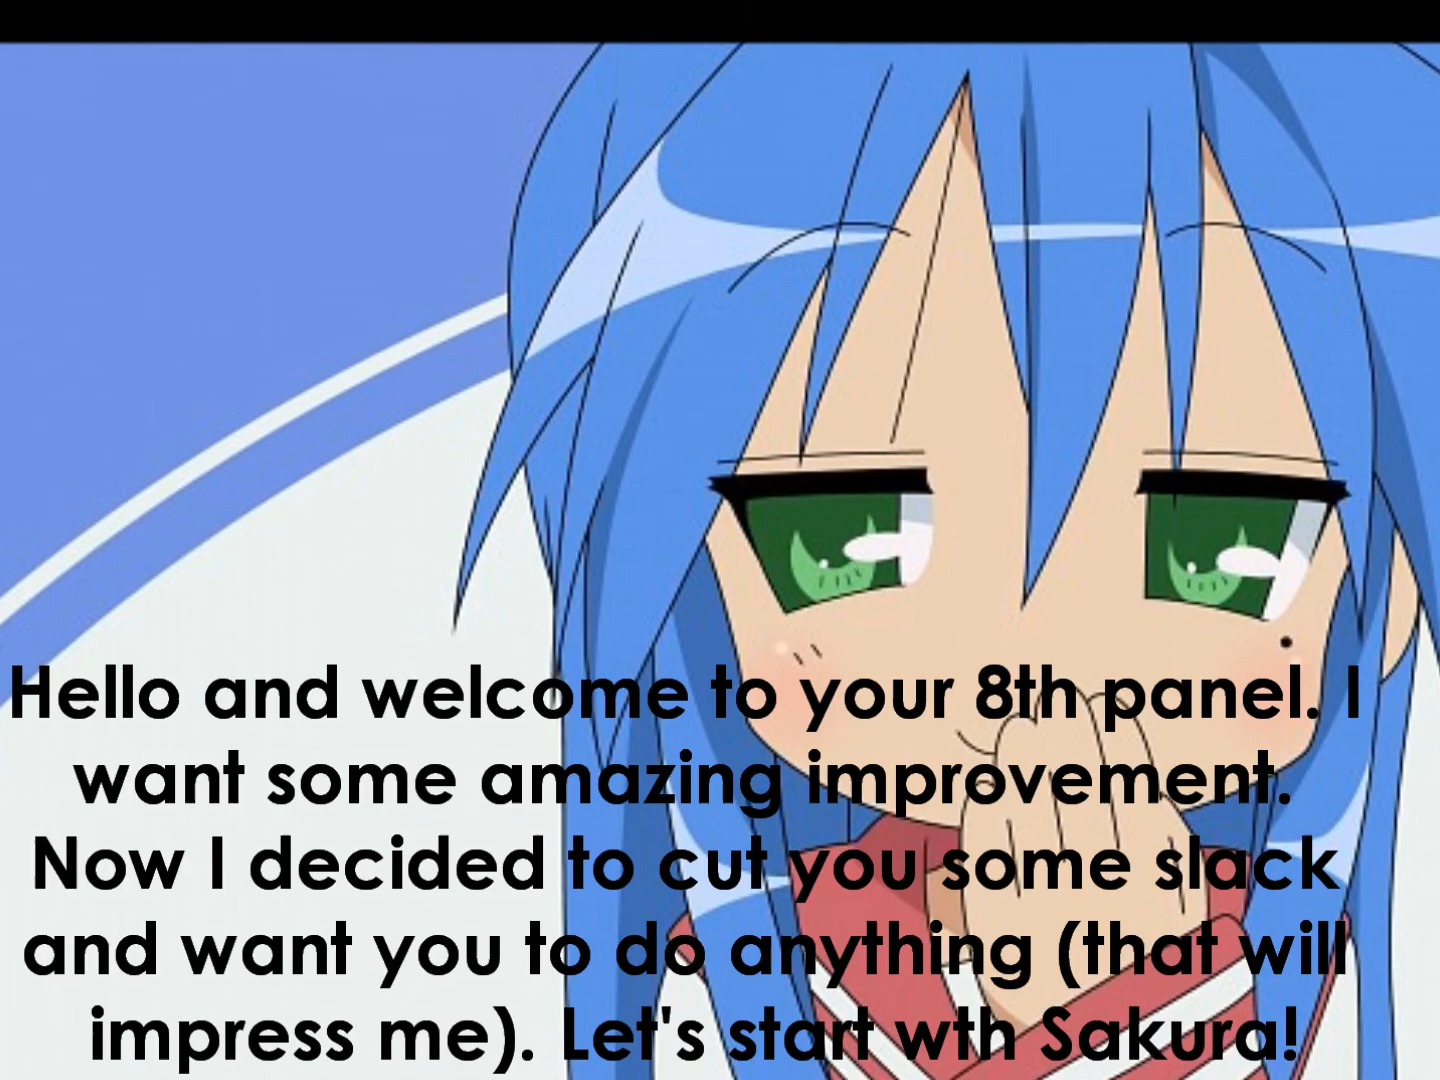 Hello and welcome to your 8th panel. I
want some amazing improvement.
Now I decided to cut you some slack
and want you to do anything (that will
impress me). Let's start wth Sakura!